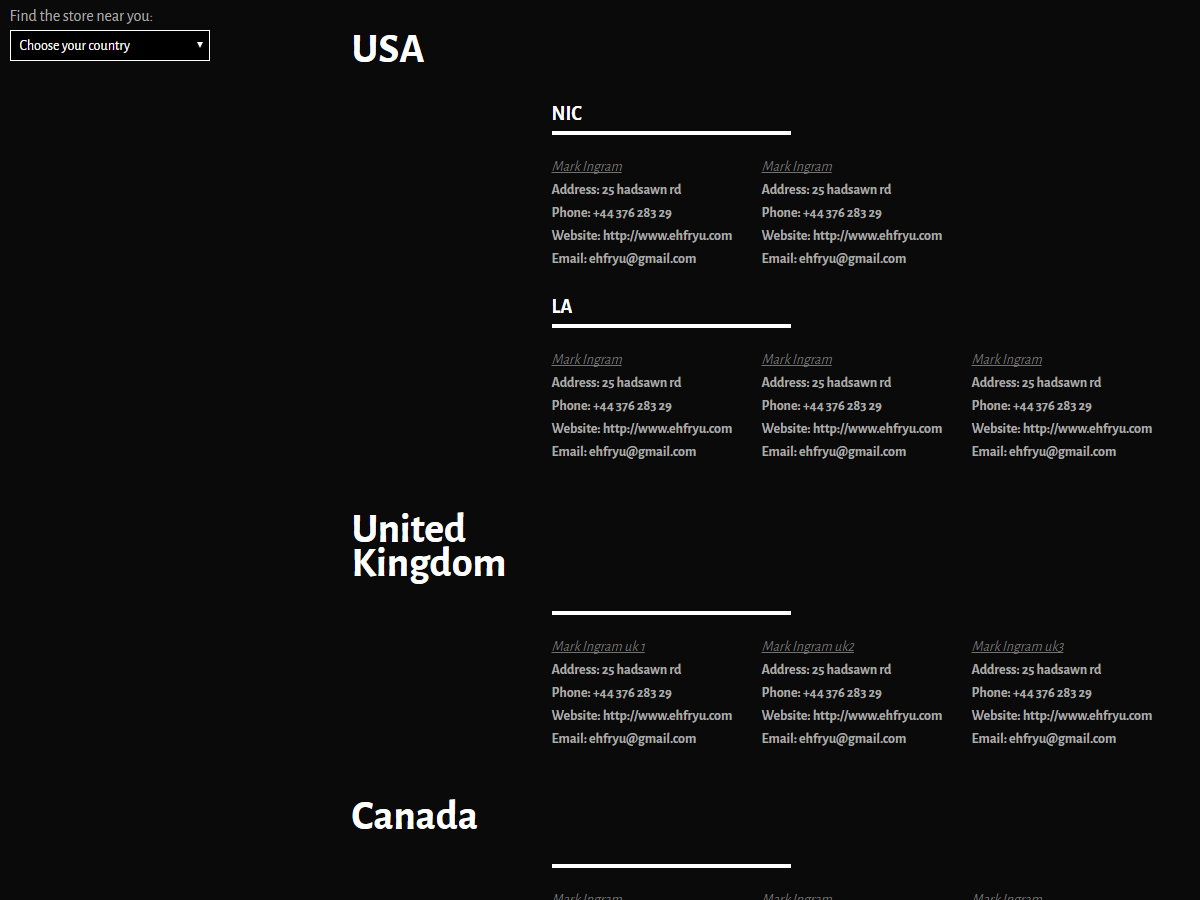 Find the store near you:
Choose your country
USA
NIC
Mark Ingram Mark Ingram
Address: 25 hadsawn rd Address: 25 hadsawn rd
Phone: +44 376 283 29 Phone: +44 376 283 29
Website: http://www.ehfryu.com Website: http://www.ehfryu.com
Email: ehfryu@gmail.com Email: ehfryu@gmail.com
LA
Mark Ingram Mark Ingram Mark Ingram
Address: 25 hadsawn rd Address: 25 hadsawn rd Address: 25 hadsawn rd
Phone: +44 376 283 29 Phone: +44 376 283 29 Phone: +44 376 283 29
Website: http://www.ehfryu.com Website: http://www.ehfryu.com Website: http://www.ehfryu.com
Email: ehfryu@gmail.com Email: ehfryu@gmail.com Email: ehfryu@gmail.com
United
Kingdom
Mark Ingram uk 1 Mark Ingram uk2 Mark Ingram uk3
Address: 25 hadsawn rd Address: 25 hadsawn rd Address: 25 hadsawn rd
Phone: +44 376 283 29 Phone: +44 376 283 29 Phone: +44 376 283 29
Website: http://www.ehfryu.com Website: http://www.ehfryu.com Website: http://www.ehfryu.com
Email: ehfryu@gmail.com Email: ehfryu@gmail.com Email: ehfryu@gmail.com
Canada
Mark Ingram Mark Ingram Mark Ingram